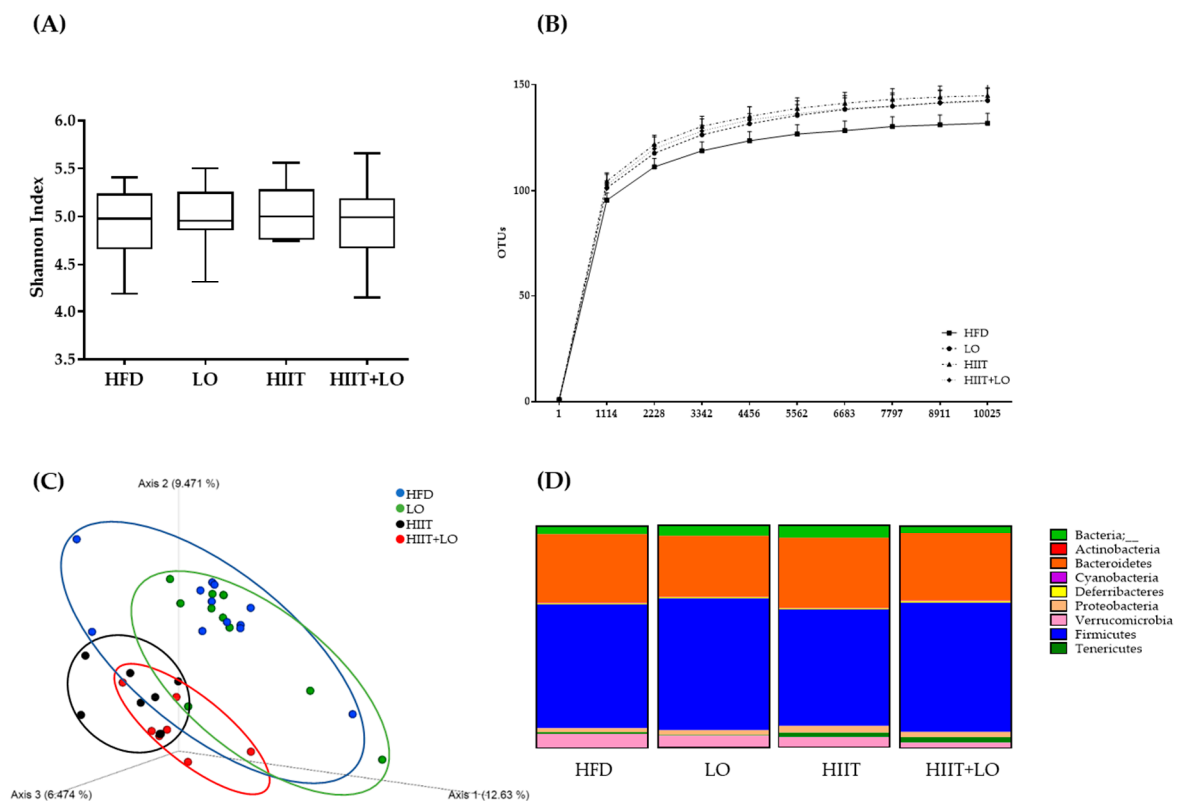 (A)
Shannon Index
6.0
5.5
5.0
4.5
4.0
3.5
HFD LO HIIT HIIT+LO
(B)
OTUs
150
100
50
0
HFD
LO
HIIT
HIIT+LO
1 1114 2228 3342 4456 5562 6683 7797 8911 10025
(C)
Axis 2 (9.471 %)
HFD
LO
HIIT
HIIT+LO
Axis 3 (6.474 %)
Axis 1 (12.63 %)
(D)
Bacteria;__
Actinobacteria
Bacteroidetes
Cyanobacteria
Deferribacteres
Proteobacteria
Verrucomicrobia
Firmicutes
Tenericutes
HFD LO HIIT HIIT+LO